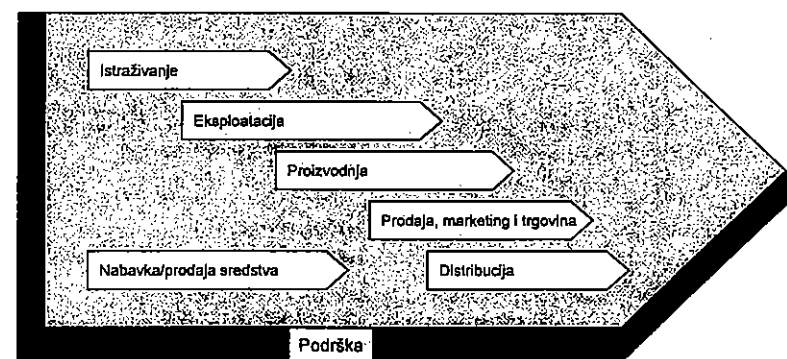 Istraživanje
Eksploatacija
Proizvodnja
Prodaja, marketing i trgovina
Nabavka/prodaja sredstva
Distribucija
Podrška